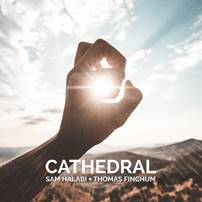 CATHEDRAL
SAM HALABI • THOMAS FINCHUM